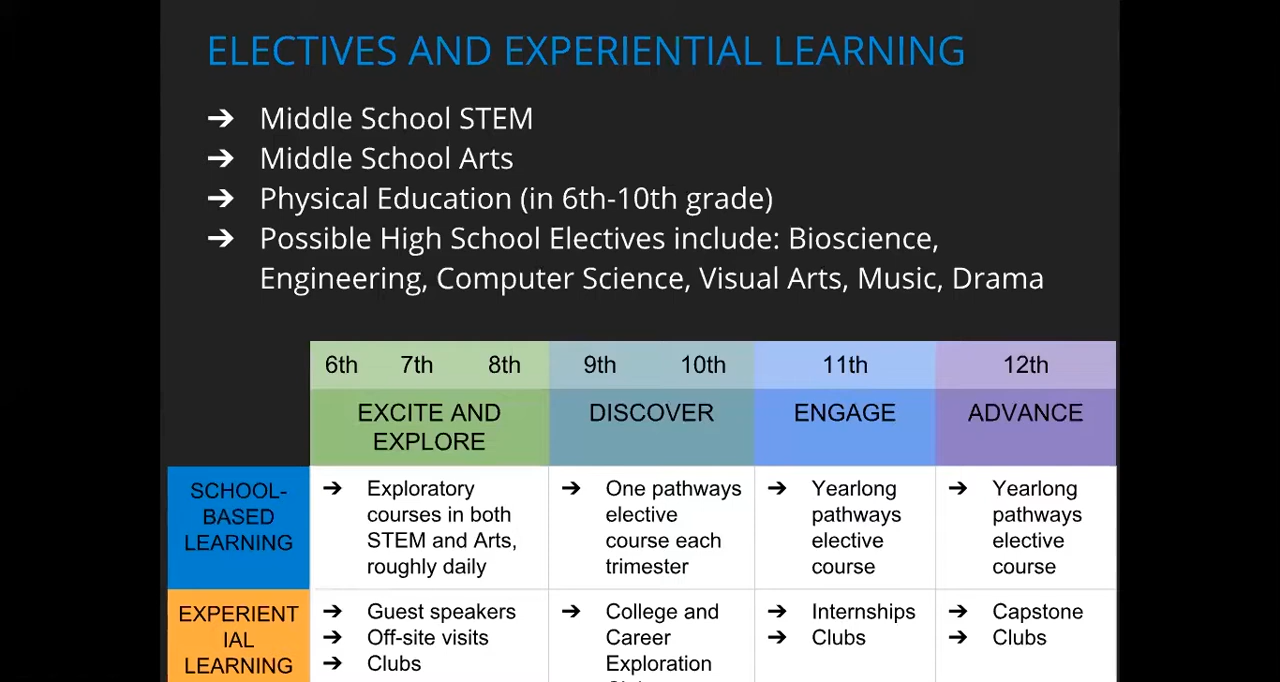 ELECTIVES AND EXPERIENTIAL LEARNING
➔ Middle School STEM
➔ Middle School Arts
➔ Physical Education (in 6th-10th grade)
➔ Possible High School Electives include: Bioscience,
Engineering, Computer Science, Visual Arts, Music, Drama
6th 7th 8th 9th 10th 11th 12th
EXCITE AND
EXPLORE
DISCOVER
ENGAGE
ADVANCE
SCHOOL-
BASED
LEARNING
➔ Exploratory
courses in both
STEM and Arts,
roughly daily
➔ One pathways
elective
course each
trimester
➔ Yearlong
pathways
elective
course
➔ Yearlong
pathways
elective
course
EXPERIENT
IAL
LEARNING
➔ Guest speakers
➔ Off-site visits
➔ Clubs
➔ College and
Career
Exploration
➔ Internships
➔ Clubs
➔ Capstone
➔ Clubs